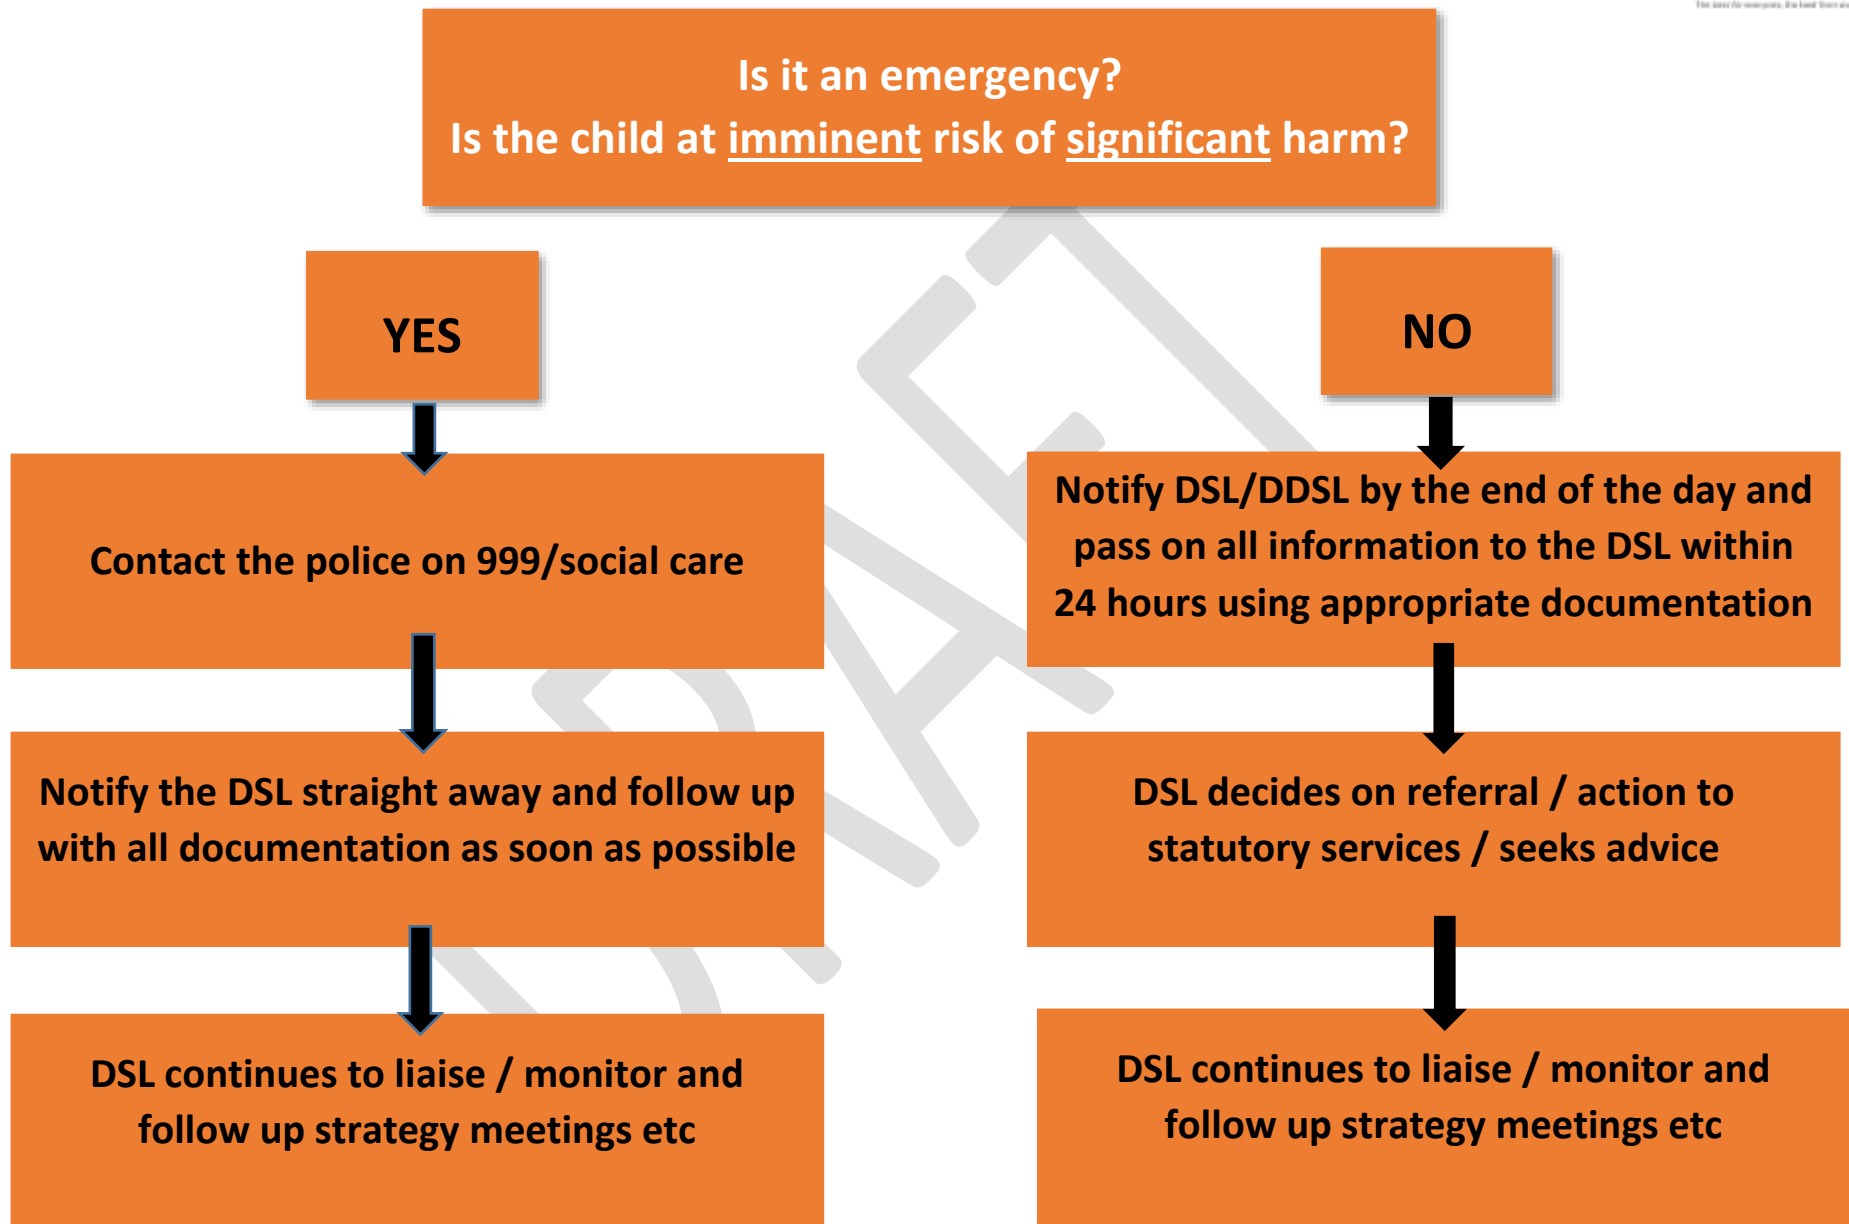 Is it an emergency?
Is the child at imminent risk of significant harm?
YES
NO
Contact the police on 999/social care
Notify DSL/DDSL by the end of the day and
pass on all information to the DSL within
24 hours using appropriate documentation
Notify the DSL straight away and follow up
with all documentation as soon as possible
DSL decides on referral / action to
statutory services / seeks advice
DSL continues to liaise / monitor and
follow up strategy meetings etc
DSL continues to liaise / monitor and
follow up strategy meetings etc
DRAFT